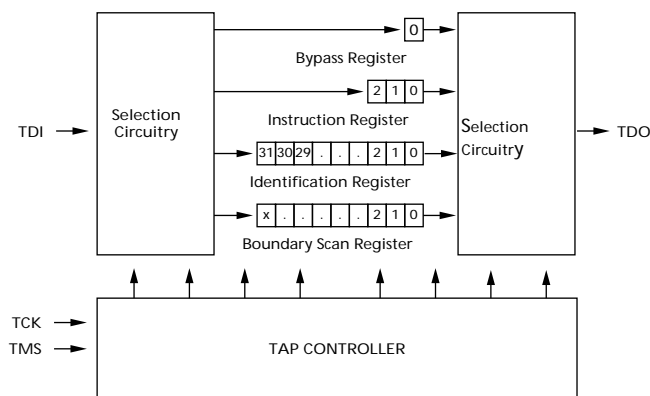 0
Bypass Register
2 1 0
Instruction Register
Selection
Circuitry
TDI
31 30 29 . . . 2 1 0
Identification Register
x . . . . . 2 1 0
Boundary Scan Register
Selection
Circuitry
TDO
TCK
TMS
TAP CONTROLLER